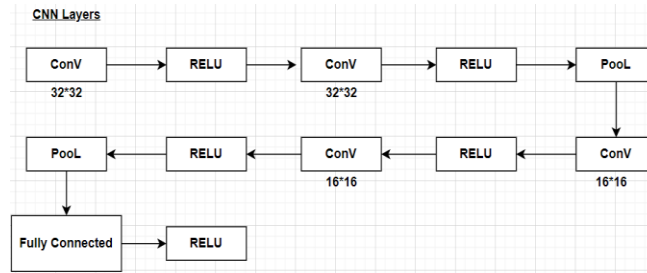 CNN Layers
ConV
RELU
ConV
RELU
PooL
32*32
32*32
PooL
RELU
ConV
RELU
ConV
16*16
16*16
Fully Connected
RELU